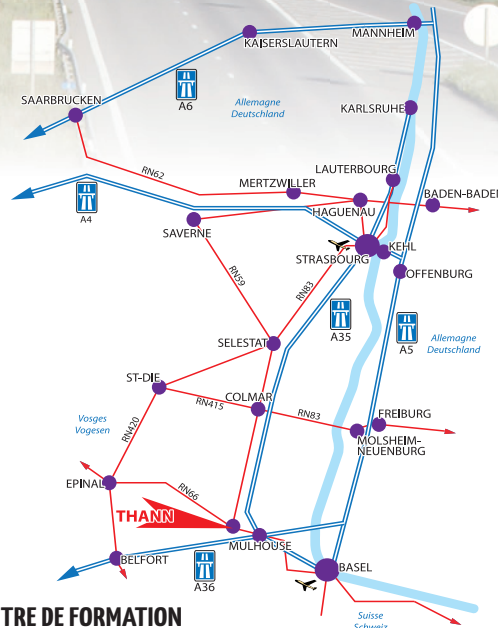 MANNHEIM
KAISERSLAUTERN
A6
SAARBRUCKEN
Allemagne
Deutschland
KARLSRUHE
RN62
LAUTERBOURG
MERTZWILLER
BADEN-BADEN
A4
HAGUENAU
SAVERNE
KEHL
STRASBOURG
OFFENBURG
RN59
RN83
A35
A5
SELESTAT
Allemagne
Deutschland
ST-DIE
COLMAR
RN415
RN83
FREIBURG
Vosges
Vogesen
RN420
MOLSHEIM-
NEUENBURG
EPINAL
RN66
THANN
MULHOUSE
BELFORT
A36
BASEL
TRE DE FORMATION
Suisse
Schweiz